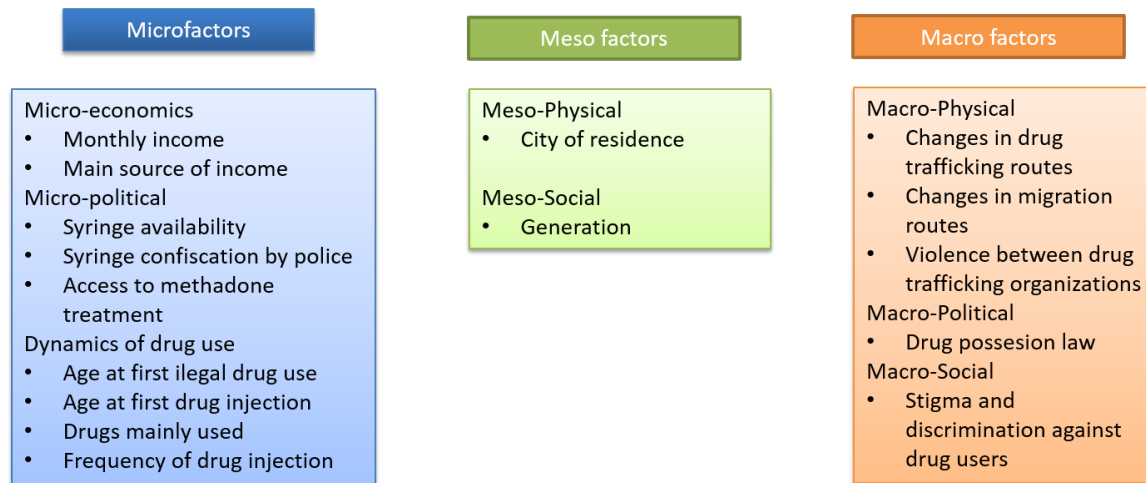 Microfactors
Micro-economics
• Monthly income
• Main source of income
Micro-political
• Syringe availability
• Syringe confiscation by police
• Access to methadone
treatment
Dynamics of drug use
• Age at first ilegal drug use
• Age at first drug injection
• Drugs mainly used
• Frequency of drug injection
Meso factors
Meso-Physical
• City of residence
Meso-Social
• Generation
Macro factors
Macro-Physical
• Changes in drug
trafficking routes
• Changes in migration
routes
• Violence between drug
trafficking organizations
Macro-Political
• Drug possesion law
Macro-Social
• Stigma and
discrimination against
drug users